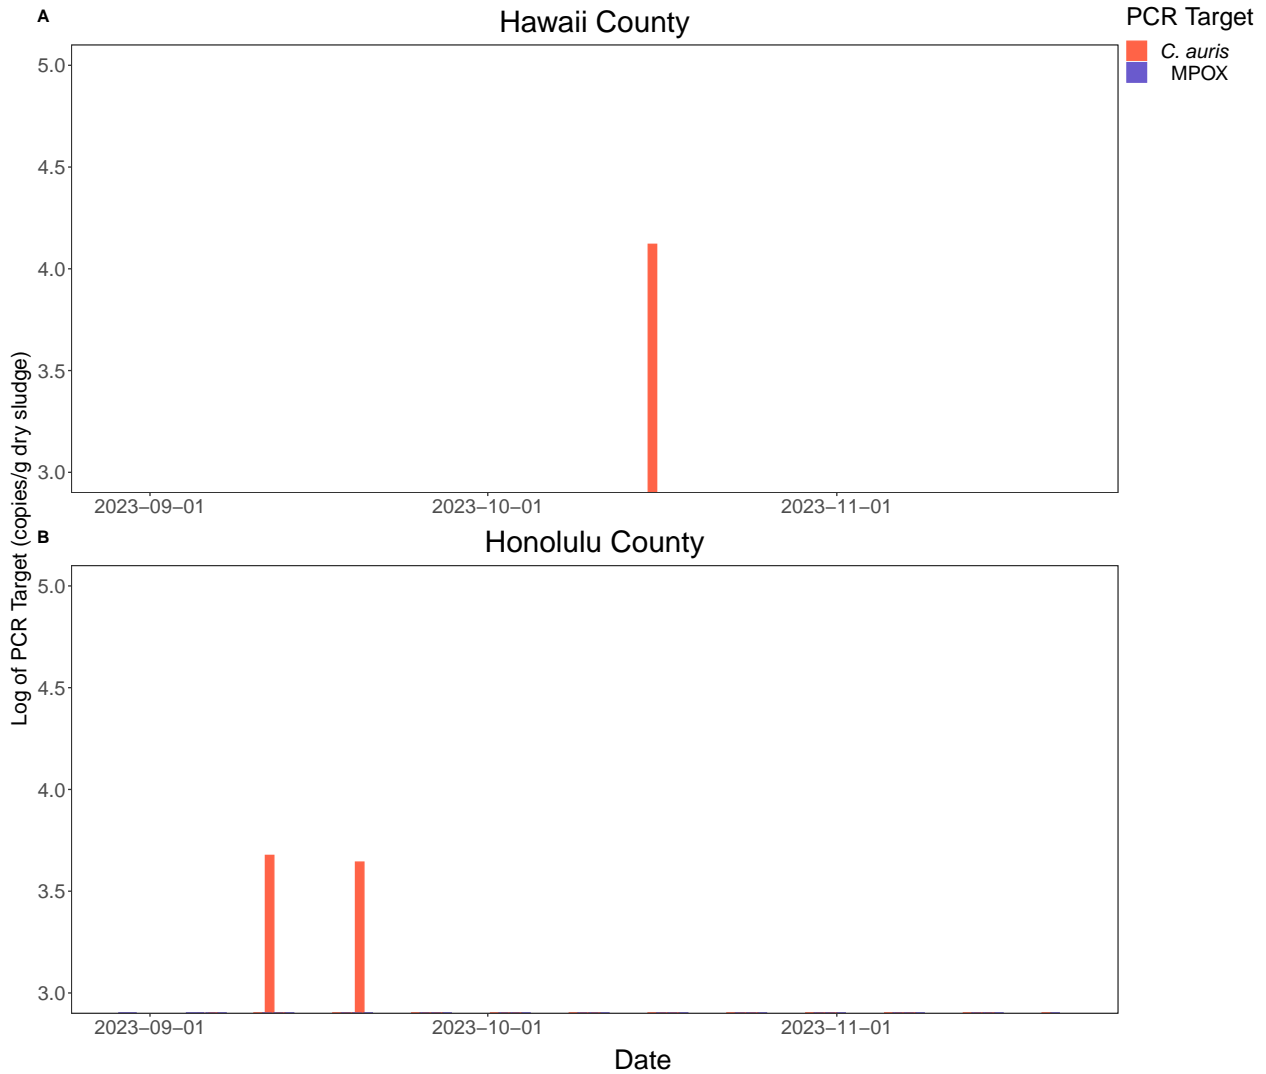 A
Hawaii County
PCR Target
C. auris
MPOX
5.0
4.5
4.0
3.5
3.0
2023–09–01
2023–10–01
2023–11–01
Log of PCR Target (copies/g dry sludge)
B
Honolulu County
5.0
4.5
4.0
3.5
3.0
2023–09–01
2023–10–01
2023–11–01
Date